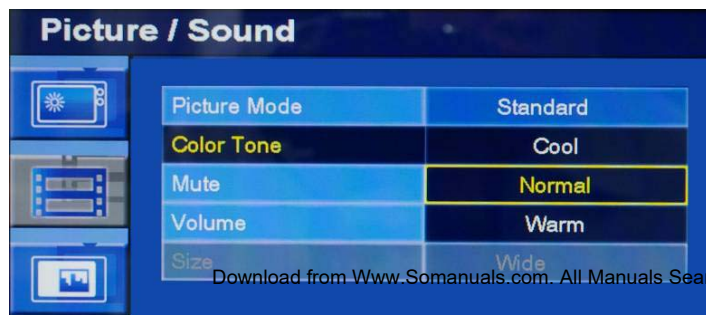 Picture / Sound
Picture Mode Standard
Color Tone Cool
Mute Normal
Volume Warm
Size Wide
Download from Www.Somanuals.com. All Manuals Sea